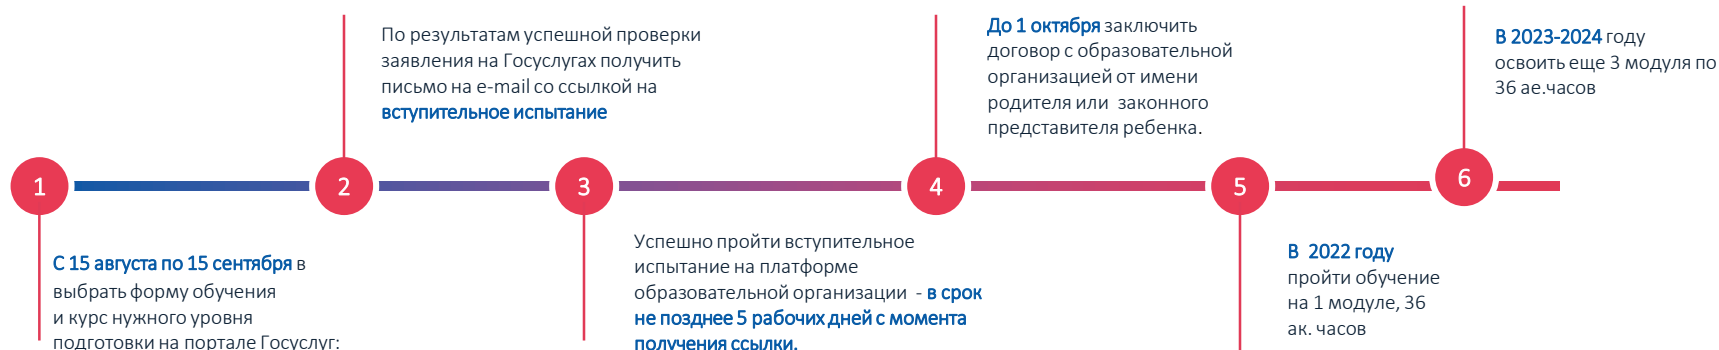 1
С 15 августа по 15 сентября в
выбрать форму обучения
и курс нужного уровня
подготовки на портале Госуслуг:
2
По результатам успешной проверки
заявления на Госуслугах получить
письмо на e-mail со ссылкой на
вступительное испытание
3
Успешно пройти вступительное
испытание на платформе
образовательной организации - в срок
не позднее 5 рабочих дней с момента
получения ссылки.
4
До 1 октября заключить
договор с образовательной
организацией от имени
родителя или законного
представителя ребенка.
5
В 2022 году
пройти обучение
на 1 модуле, 36
ак. часов
6
В 2023-2024 году
освоить еще 3 модуля по
36 ае.часов